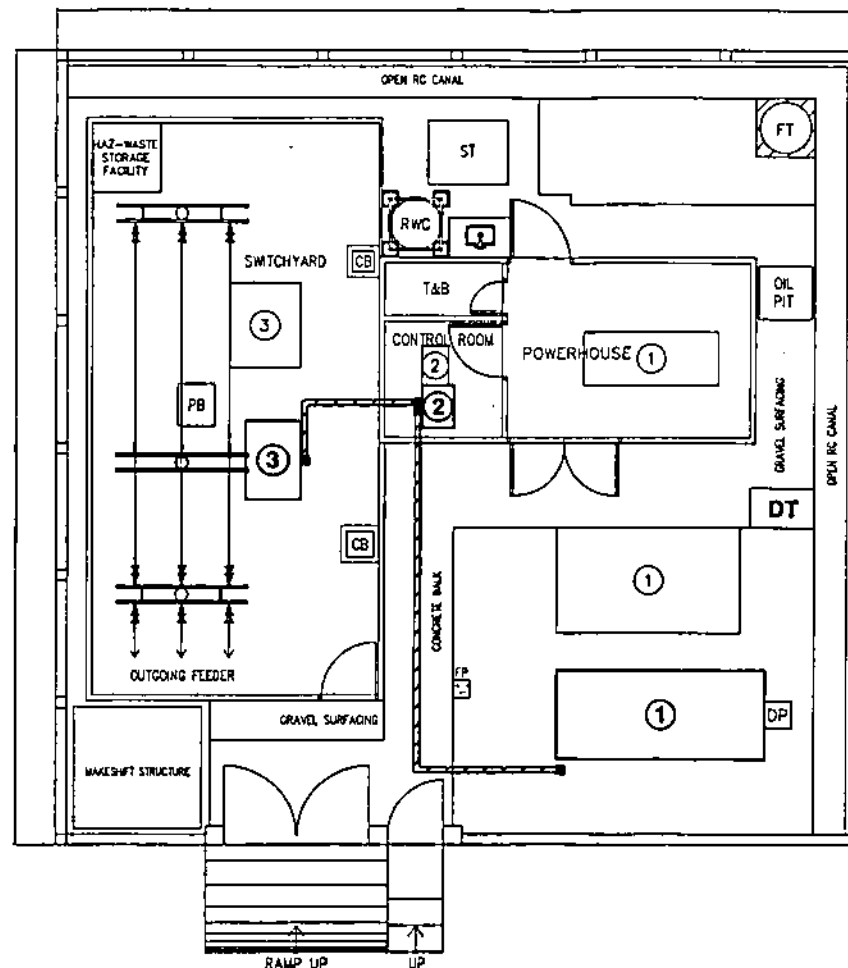 OPEN RC CANAL
HAZ-WASTE
STORAGE
FACILITY
ST
FT
RWC
SWITCHYARD
CB
T&B
OIL
PIT
3
CONTROL ROOM
POWERHOUSE
1
2
2
PB
GRAVEL SURFACING
OPEN RC CANAL
3
DT
CB
1
CONCRETE WALK
OUTGOING FEEDER
FP
1
DP
GRAVEL SURFACING
MAKESHIFT STRUCTURE
RAMP UP
UP